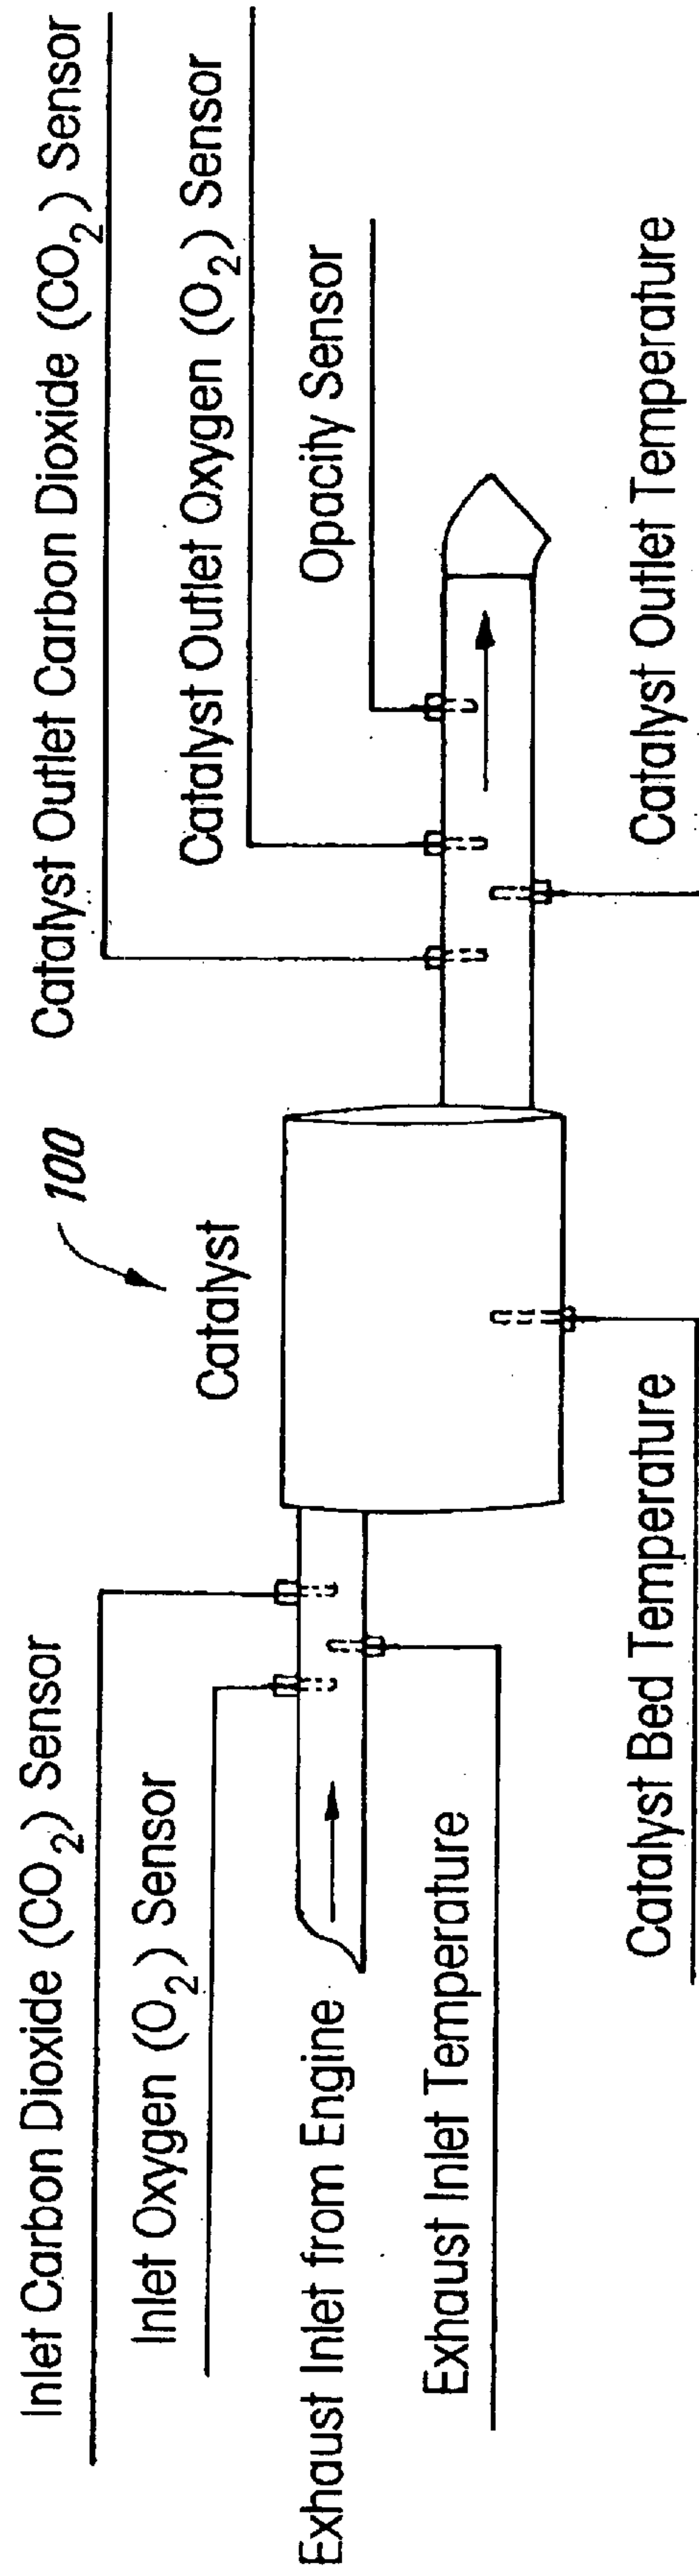 Inlet Carbon Dioxide (CO2) Sensor
Inlet Oxygen (O2) Sensor
Exhaust Inlet from Engine
Exhaust Inlet Temperature
100
Catalyst
Catalyst Bed Temperature
Catalyst Outlet Carbon Dioxide (CO2) Sensor
Catalyst Outlet Oxygen (O2) Sensor
Opacity Sensor
Catalyst Outlet Temperature